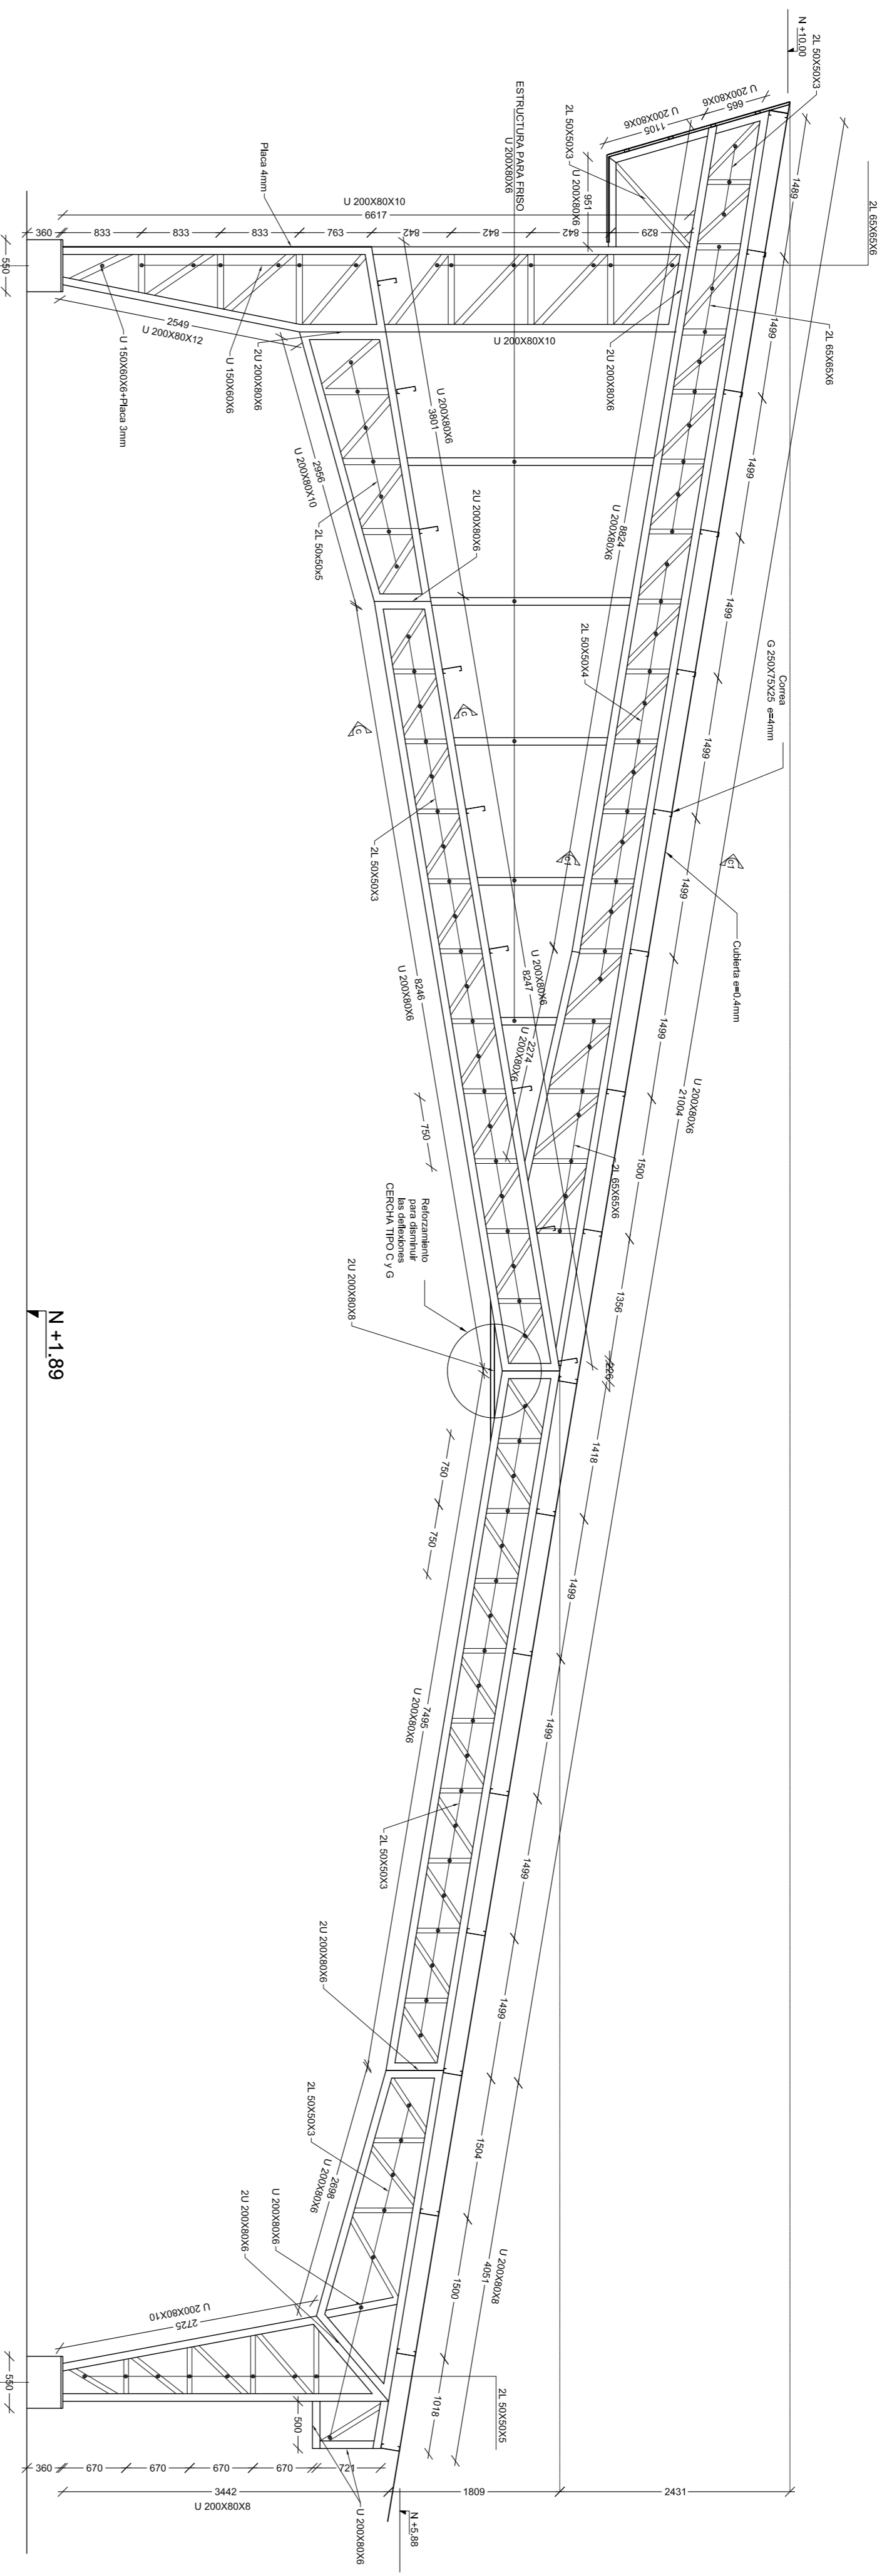 N +10.00
2L 50X50X3
U 200X80X6
665
U 200X80X6
1105
2L 50X50X3
U 200X80X6
951
ESTRUCTURA PARA FRISO
U 200X80X6
Placa 4mm
U 200X80X10
6617
360
833
833
833
763
842
842
842
829
550
2549
U 200X80X12
U 150X60X6+Placa 3mm
U 150X60X6
2U 200X80X6
U 200X80X10
2U 200X80X6
2L 65X65X6
2L 65X65X6
1489
1499
1499
1499
1499
1499
1499
1499
1500
1356
226
1418
1499
1499
1499
1499
1504
1500
1018
U 200X80X6
3801
2956
U 200X80X10
2L 50x50x5
2U 200X80X6
8824
U 200X80X6
2L 50X50X4
Correa
G 250X75X25 e=4mm
C
C
C1
C1
2L 50X50X3
Cubierta e=0.4mm
U 200X80X6
8247
2274
U 200X80X6
8246
U 200X80X6
750
U 200X80X6
21004
2L 65X65X6
Reforzamiento
para disminuir
las deflexiones
CERCHA TIPO C y G
2U 200X80X8
N +1.89
750
750
7495
U 200X80X6
2L 50X50X3
2U 200X80X6
2L 50X50X3
2698
U 200X80X6
U 200X80X6
2U 200X80X6
U 200X80X8
4051
U 200X80X10
2725
2L 50X50X5
550
500
360
670
670
670
670
721
3442
1809
2431
U 200X80X8
U 200X80X6
N +5.88